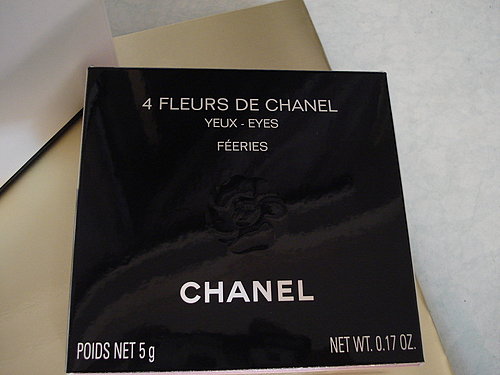 4 FLEURS DE CHANEL
YEUX - EYES
FÉERIES
CHANEL
POIDS NET 5 g NET WT. 0.17 OZ.